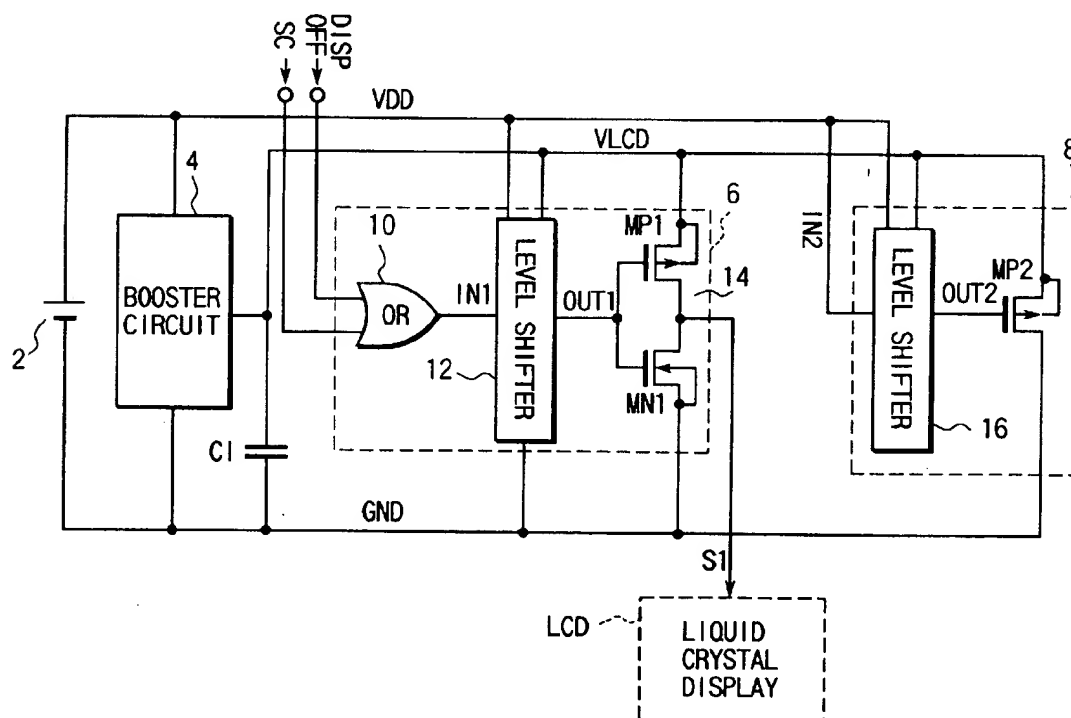 DISP
OFF
SC
VDD
VLCD
8
4
6
10
MP1
IN2
MP2
BOOSTER
CIRCUIT
OR
IN1
LEVEL SHIFTER
OUT1
14
LEVEL SHIFTER
OUT2
2
12
MN1
16
C1
GND
S1
LCD
LIQUID
CRYSTAL
DISPLAY